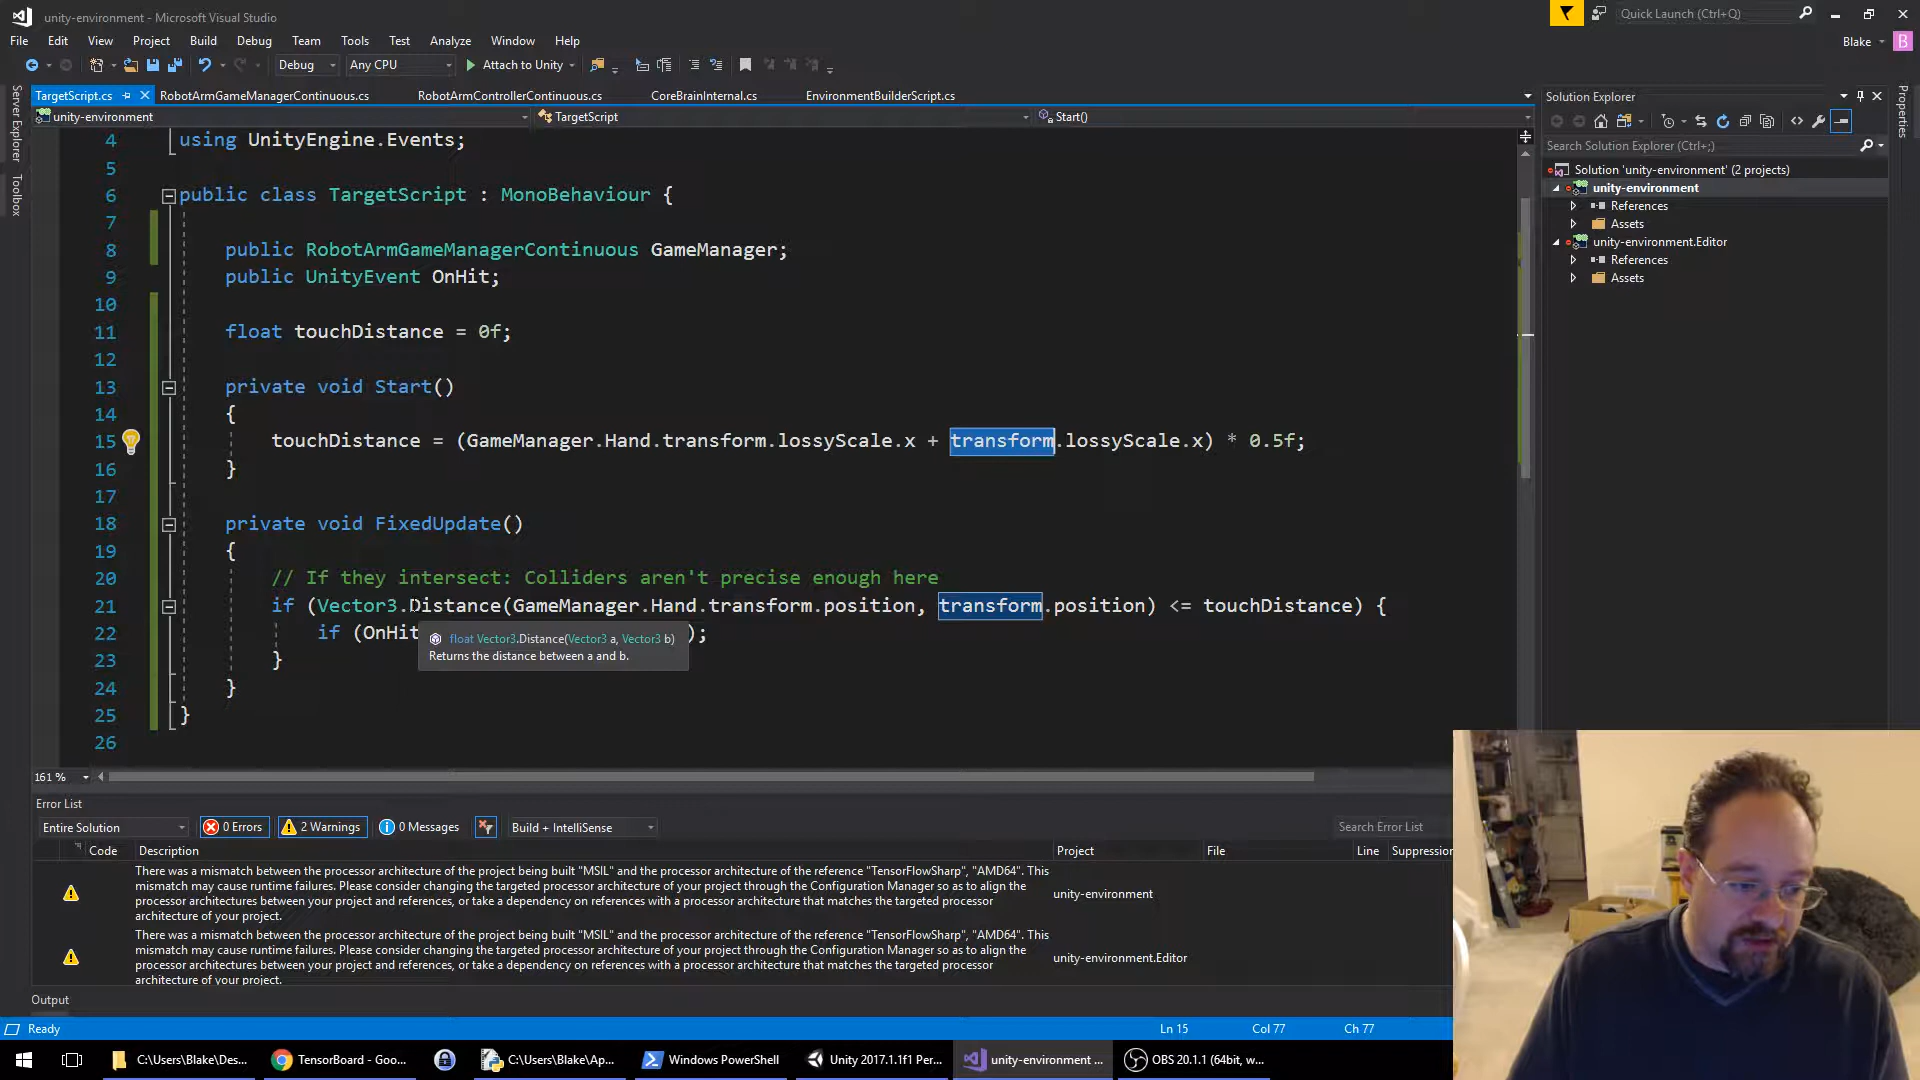 unity-environment - Microsoft Visual Studio
Quick Launch (Ctrl+Q)
File Edit View Project Build Debug Team Tools Test Analyze Window Help
Blake B
Debug Any CPU Attach to Unity
TargetScript.cs RobotArmGameManagerContinuous.cs RobotArmControllerContinuous.cs CoreBrainInternal.cs EnvironmentBuilderScript.cs
unity-environment TargetScript Start()
Server Explorer
Toolbox
4 using UnityEngine.Events;
5
6 public class TargetScript : MonoBehaviour {
7
8 public RobotArmGameManagerContinuous GameManager;
9 public UnityEvent OnHit;
10
11 float touchDistance = 0f;
12
13 private void Start()
14 {
15 touchDistance = (GameManager.Hand.transform.lossyScale.x + transform.lossyScale.x) * 0.5f;
16 }
17
18 private void FixedUpdate()
19 {
20 // If they intersect: Colliders aren't precise enough here
21 if (Vector3.Distance(GameManager.Hand.transform.position, transform.position) <= touchDistance) {
22 if (OnHit );
float Vector3.Distance(Vector3 a, Vector3 b)
Returns the distance between a and b.
23 }
24 }
25 }
26
161 %
Solution Explorer
Search Solution Explorer (Ctrl+;)
Solution 'unity-environment' (2 projects)
unity-environment
References
Assets
unity-environment.Editor
References
Assets
Properties
Error List
Entire Solution 0 Errors 2 Warnings 0 Messages Build + IntelliSense Search Error List
Code Description Project File Line Suppression
There was a mismatch between the processor architecture of the project being built "MSIL" and the processor architecture of the reference "TensorFlowSharp", "AMD64". This
mismatch may cause runtime failures. Please consider changing the targeted processor architecture of your project through the Configuration Manager so as to align the
processor architectures between your project and references, or take a dependency on references with a processor architecture that matches the targeted processor
architecture of your project.
unity-environment
There was a mismatch between the processor architecture of the project being built "MSIL" and the processor architecture of the reference "TensorFlowSharp", "AMD64". This
mismatch may cause runtime failures. Please consider changing the targeted processor architecture of your project through the Configuration Manager so as to align the
processor architectures between your project and references, or take a dependency on references with a processor architecture that matches the targeted processor
architecture of your project.
unity-environment.Editor
Output
Ready Ln 15 Col 77 Ch 77
C:\Users\Blake\Des... TensorBoard - Goo... C:\Users\Blake\Ap... Windows PowerShell Unity 2017.1.1f1 Per... unity-environment ... OBS 20.1.1 (64bit, w...